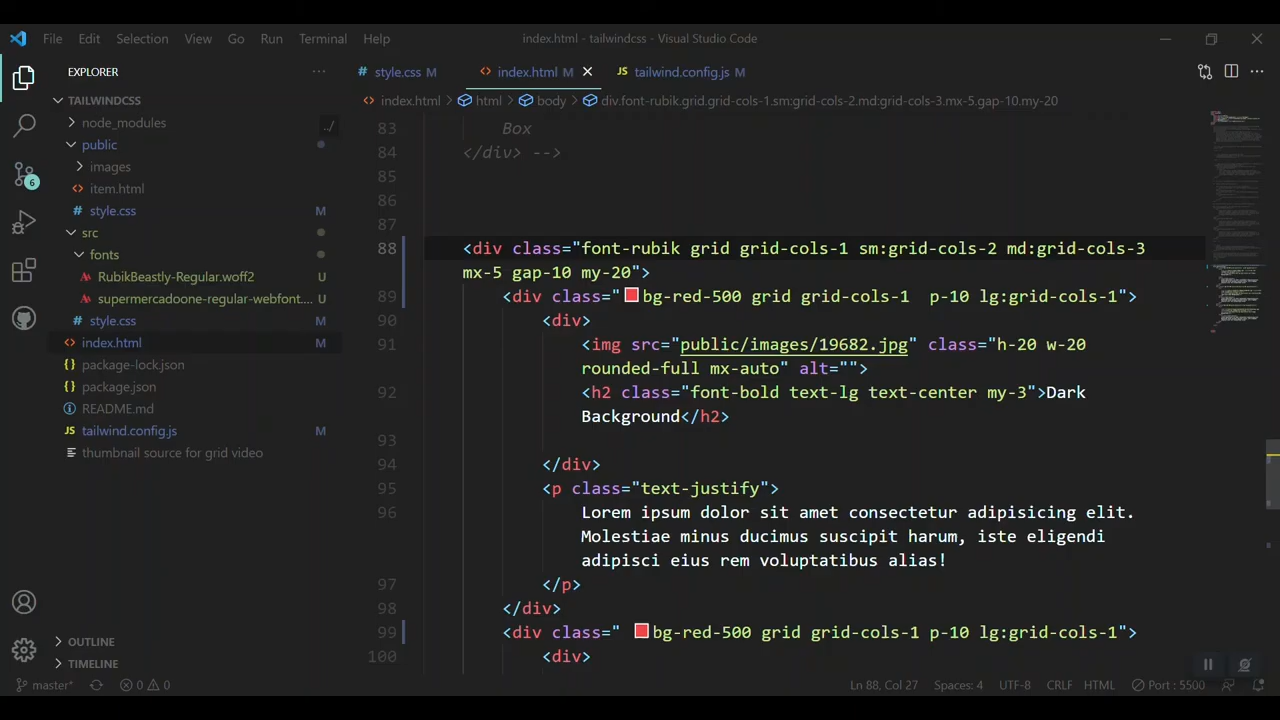 File Edit Selection View Go Run Terminal Help
index.html - tailwindcss - Visual Studio Code
EXPLORER
···
# style.css M
<> index.html M
JS tailwind.config.js M
···
TAILWINDCSS
node_modules
../
public
images
<> item.html
# style.css M
src
fonts
RubikBeastly-Regular.woff2 U
supermercadoone-regular-webfont.... U
# style.css M
<> index.html M
{} package-lock.json
{} package.json
README.md
JS tailwind.config.js M
thumbnail source for grid video
OUTLINE
TIMELINE
6
<> index.html > html > body > div.font-rubik.grid.grid-cols-1.sm:grid-cols-2.md:grid-cols-3.mx-5.gap-10.my-20
83 Box
84 </div> -->
85
86
87
88 <div class="font-rubik grid grid-cols-1 sm:grid-cols-2 md:grid-cols-3
mx-5 gap-10 my-20">
89 <div class="bg-red-500 grid grid-cols-1  p-10 lg:grid-cols-1">
90 <div>
91 <img src="public/images/19682.jpg" class="h-20 w-20
rounded-full mx-auto" alt="">
92 <h2 class="font-bold text-lg text-center my-3">Dark
Background</h2>
93
94 </div>
95 <p class="text-justify">
96 Lorem ipsum dolor sit amet consectetur adipisicing elit.
Molestiae minus ducimus suscipit harum, iste eligendi
adipisci eius rem voluptatibus alias!
97 </p>
98 </div>
99 <div class=" bg-red-500 grid grid-cols-1 p-10 lg:grid-cols-1">
100 <div>
master* 0 0 Ln 88, Col 27 Spaces: 4 UTF-8 CRLF HTML Port : 5500